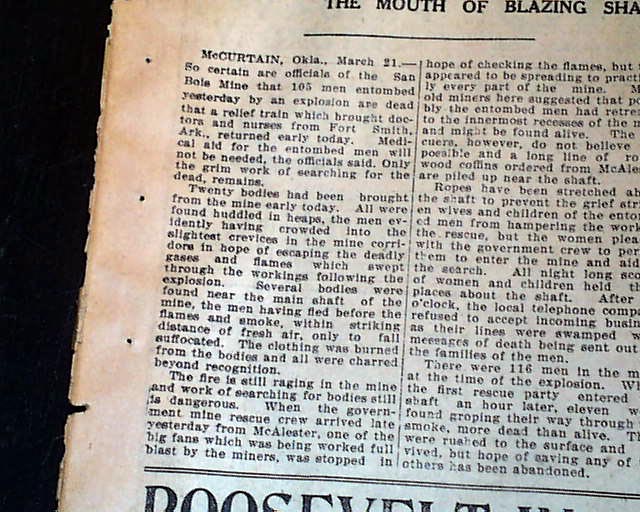 THE MOUTH OF BLAZING SHA
McCURTAIN, Okla., March 21.—
So certain are officials of the San
Bois Mine that 105 men entombed
yesterday by an explosion are dead
that a relief train which brought doc-
tors and nurses from Fort Smith,
Ark., returned early today. Medi-
cal aid for the entombed men will
not be needed, the officials said. Only
the grim work of searching for the
dead, remains.
Twenty bodies had been brought
from the mine early today. All were
found huddled in heaps, the men ev-
idently having crowded into the
slightest crevices in the mine corri-
dors in hope of escaping the deadly
gases and flames which swept
through the workings following the
explosion. Several bodies were
found near the main shaft of the
mine, the men having fled before the
flames and smoke, within striking
distance of fresh air, only to fall
suffocated. The clothing was burned
from the bodies and all were charred
beyond recognition.
The fire is still raging in the mine
and work of searching for bodies still
is dangerous. When the govern-
ment mine rescue crew arrived late
yesterday from McAlester, one of the
big fans which was being worked full
blast by the miners, was stopped in
hope of checking the flames, but
appeared to be spreading to practi
ly every part of the mine. M
old miners here suggested that po
bly the entombed men had retre
to the innermost recesses of the m
and might be found alive. The
cuers, however, do not believe
possible and a long line of ro
wood coffins ordered from McAles
are piled up near the shaft.
Ropes have been stretched ab
the shaft to prevent the grief stri
en wives and children of the ento
ed men from hampering the work
the rescue, but the women plea
with the government crew to per
them to enter the mine and aid
the search. All night long sco
of women and children held th
places about the shaft. After
o'clock, the local telephone compa
refused to accept incoming busin
as their lines were swamped w
messages of death being sent out
the families of the men.
There were 116 men in the m
at the time of the explosion. W
the first rescue party entered
shaft an hour later, eleven w
found groping their way through
smoke, more dead than alive. T
were rushed to the surface and
vived, but hope of saving any of
others has been abandoned.
ROOSEVELT